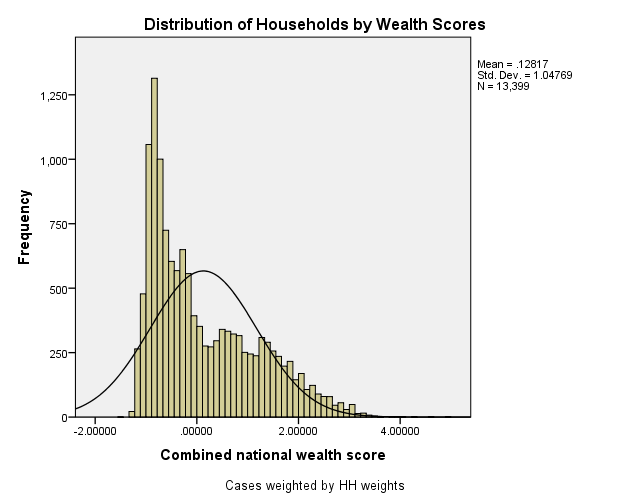 Distribution of Households by Wealth Scores
Mean = .12817
Std. Dev. = 1.04769
N = 13,399
Frequency
1,250
1,000
750
500
250
0
-2.00000 .00000 2.00000 4.00000
Combined national wealth score
Cases weighted by HH weights